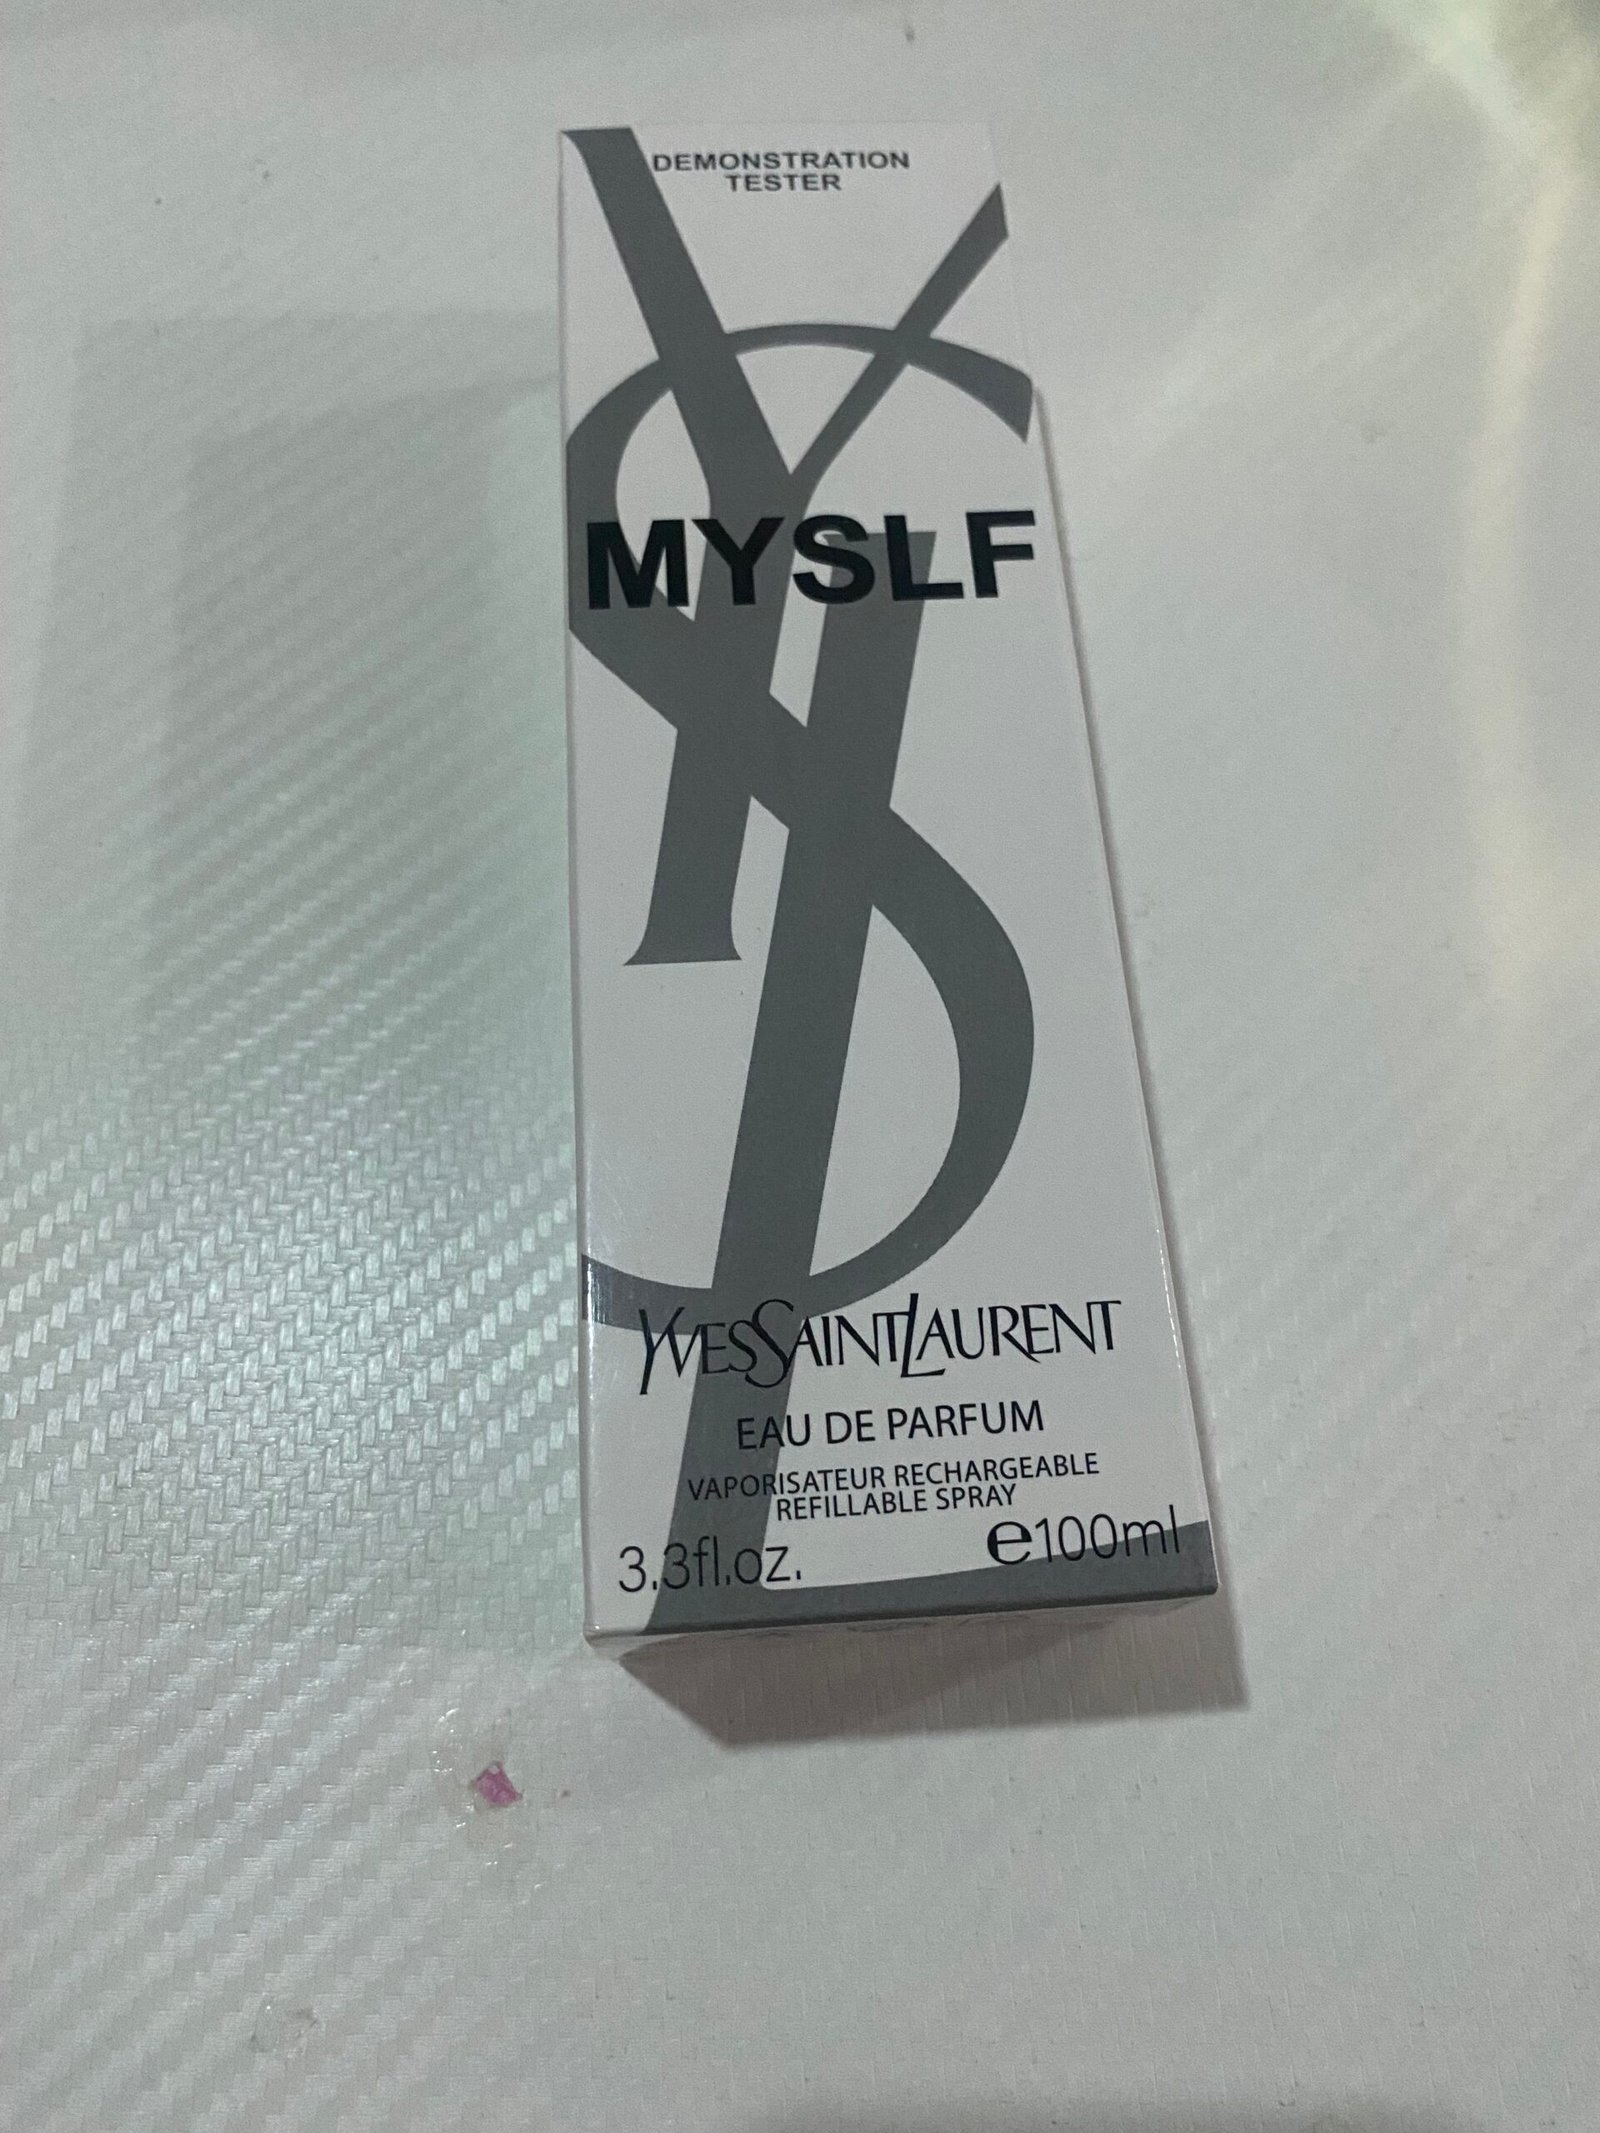 DEMONSTRATION
TESTER
MYSLF
YVESSAINTLAURENT
EAU DE PARFUM
VAPORISATEUR RECHARGEABLE
REFILLABLE SPRAY
3.3fl.oz. e100ml